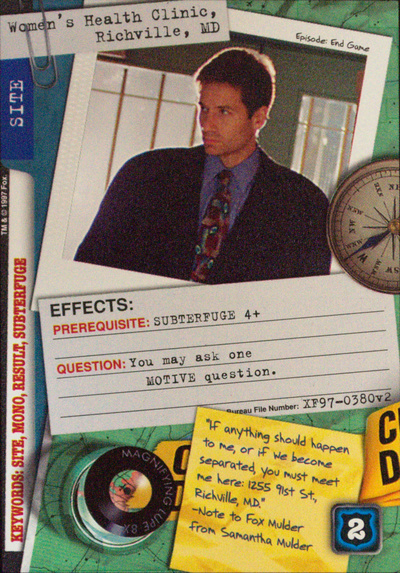 Women's Health Clinic,
Richville, MD
Episode: End Game
SITE
TM & © 1997 Fox.
KEYWORDS: SITE, MONO, RESULT, SUBTERFUGE
EFFECTS:
PREREQUISITE: SUBTERFUGE 4+
QUESTION: You may ask one
MOTIVE question.
Bureau File Number: XF97-0380v2
"If anything should happen
to me, or if we become
separated, you must meet
me here: 1255 91st St,
Richville, MD."
-Note to Fox Mulder
from Samantha Mulder
MAGNIFYING LUPE 8X
2